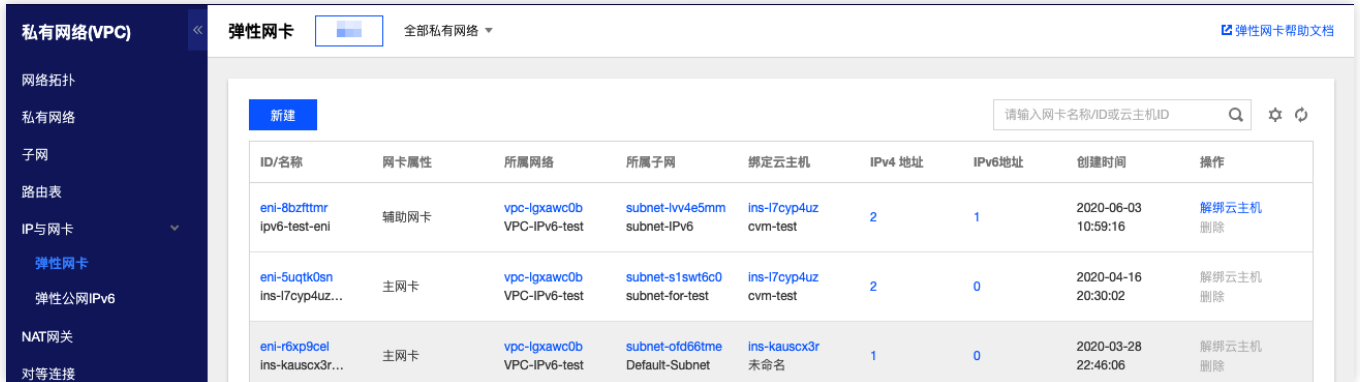 私有网络(VPC)
«
弹性网卡
全部私有网络
弹性网卡帮助文档
网络拓扑
私有网络
子网
路由表
IP与网卡
弹性网卡
弹性公网IPv6
NAT网关
对等连接
新建
请输入网卡名称/ID或云主机ID
ID/名称 网卡属性 所属网络 所属子网 绑定云主机 IPv4 地址 IPv6地址 创建时间 操作
eni-8bzfttmr vpc-lgxawc0b subnet-lvv4e5mm ins-l7cyp4uz 2020-06-03 解绑云主机
辅助网卡 2 1
ipv6-test-eni VPC-IPv6-test subnet-IPv6 cvm-test 10:59:16 删除
eni-5uqtk0sn vpc-lgxawc0b subnet-s1swt6c0 ins-l7cyp4uz 2020-04-16 解绑云主机
主网卡 2 0
ins-l7cyp4uz... VPC-IPv6-test subnet-for-test cvm-test 20:30:02 删除
eni-r6xp9cel vpc-lgxawc0b subnet-ofd66tme ins-kauscx3r 2020-03-28 解绑云主机
主网卡 1 0
ins-kauscx3r... VPC-IPv6-test Default-Subnet 未命名 22:46:06 删除